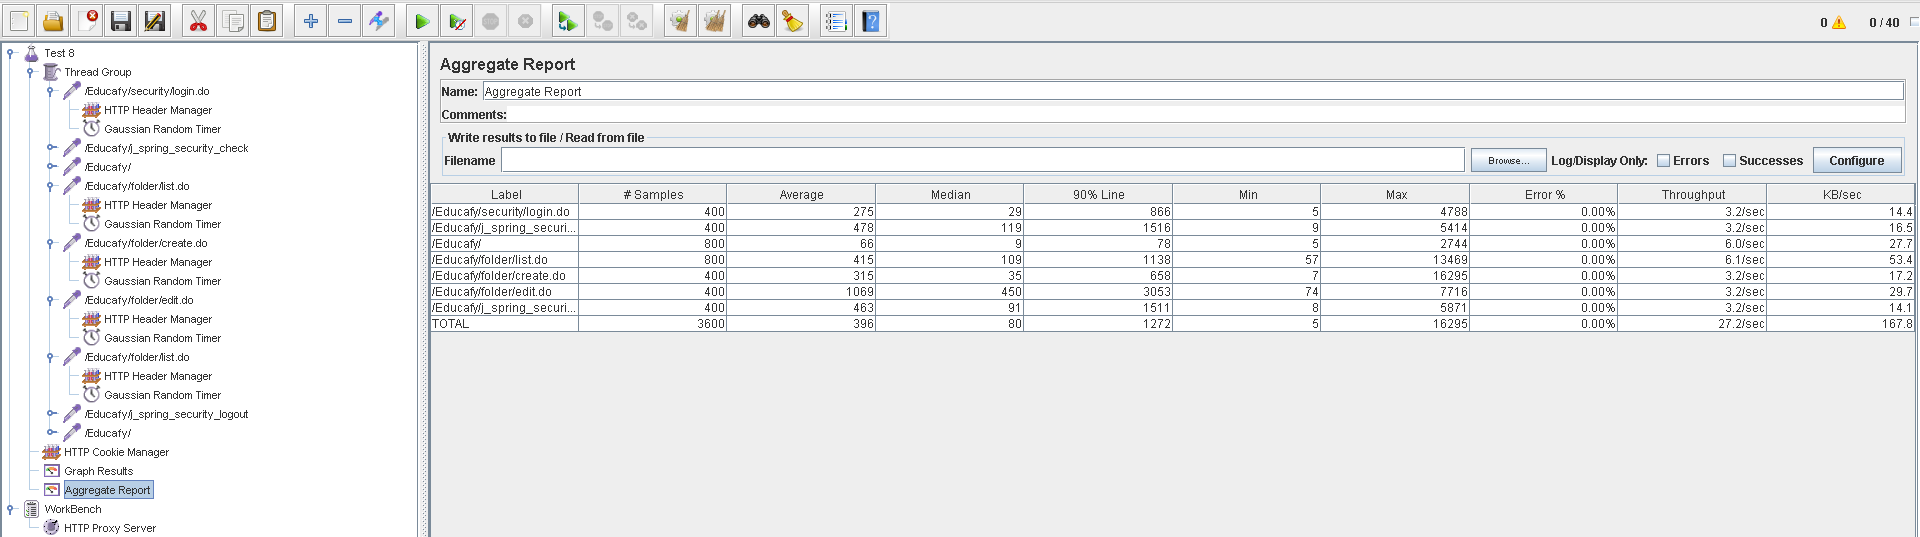 0 0 / 40
Test 8
Thread Group
/Educafy/security/login.do
HTTP Header Manager
Gaussian Random Timer
/Educafy/j_spring_security_check
/Educafy/
/Educafy/folder/list.do
HTTP Header Manager
Gaussian Random Timer
/Educafy/folder/create.do
HTTP Header Manager
Gaussian Random Timer
/Educafy/folder/edit.do
HTTP Header Manager
Gaussian Random Timer
/Educafy/folder/list.do
HTTP Header Manager
Gaussian Random Timer
/Educafy/j_spring_security_logout
/Educafy/
HTTP Cookie Manager
Graph Results
Aggregate Report
WorkBench
HTTP Proxy Server
Aggregate Report
Name: Aggregate Report
Comments:
Write results to file / Read from file
Filename Browse... Log/Display Only: Errors Successes Configure
Label # Samples Average Median 90% Line Min Max Error % Throughput KB/sec
/Educafy/security/login.do 400 275 29 866 5 4788 0.00% 3.2/sec 14.4
/Educafy/j_spring_securi... 400 478 119 1516 9 5414 0.00% 3.2/sec 16.5
/Educafy/ 800 66 9 78 5 2744 0.00% 6.0/sec 27.7
/Educafy/folder/list.do 800 415 109 1138 57 13469 0.00% 6.1/sec 53.4
/Educafy/folder/create.do 400 315 35 658 7 16295 0.00% 3.2/sec 17.2
/Educafy/folder/edit.do 400 1069 450 3053 74 7716 0.00% 3.2/sec 29.7
/Educafy/j_spring_securi... 400 463 91 1511 8 5871 0.00% 3.2/sec 14.1
TOTAL 3600 396 80 1272 5 16295 0.00% 27.2/sec 167.8